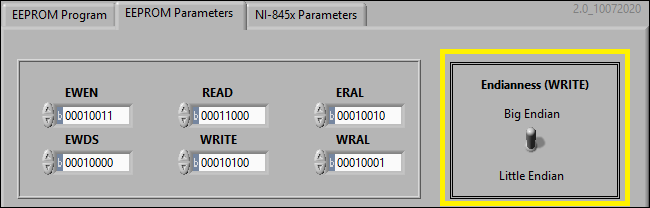 EEPROM Program EEPROM Parameters NI-845x Parameters 2.0_10072020
EWEN READ ERAL
b 00010011 b 00011000 b 00010010
EWDS WRITE WRAL
b 00010000 b 00010100 b 00010001
Endianness (WRITE)
Big Endian
Little Endian